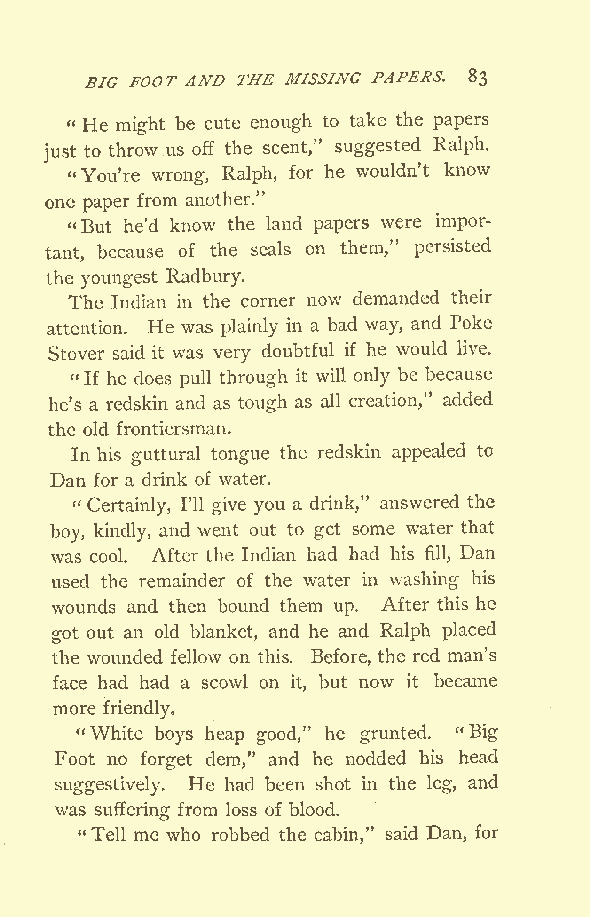 BIG FOOT AND THE MISSING PAPERS. 83
"He might be cute enough to take the papers
just to throw us off the scent," suggested Ralph.
"You're wrong, Ralph, for he wouldn't know
one paper from another."
"But he'd know the land papers were impor-
tant, because of the seals on them," persisted
the youngest Radbury.
The Indian in the corner now demanded their
attention. He was plainly in a bad way, and Poke
Stover said it was very doubtful if he would live.
"If he does pull through it will only be because
he's a redskin and as tough as all creation," added
the old frontiersman.
In his guttural tongue the redskin appealed to
Dan for a drink of water.
"Certainly, I'll give you a drink," answered the
boy, kindly, and went out to get some water that
was cool. After the Indian had had his fill, Dan
used the remainder of the water in washing his
wounds and then bound them up. After this he
got out an old blanket, and he and Ralph placed
the wounded fellow on this. Before, the red man's
face had had a scowl on it, but now it became
more friendly.
"White boys heap good," he grunted. "Big
Foot no forget dem," and he nodded his head
suggestively. He had been shot in the leg, and
was suffering from loss of blood.
"Tell me who robbed the cabin," said Dan, for